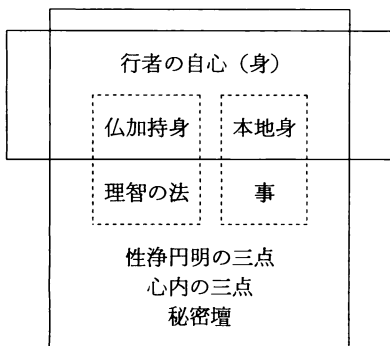 行者の自心（身）
仏加持身 本地身
理智の法 事
性浄円明の三点
心内の三点
秘密壇